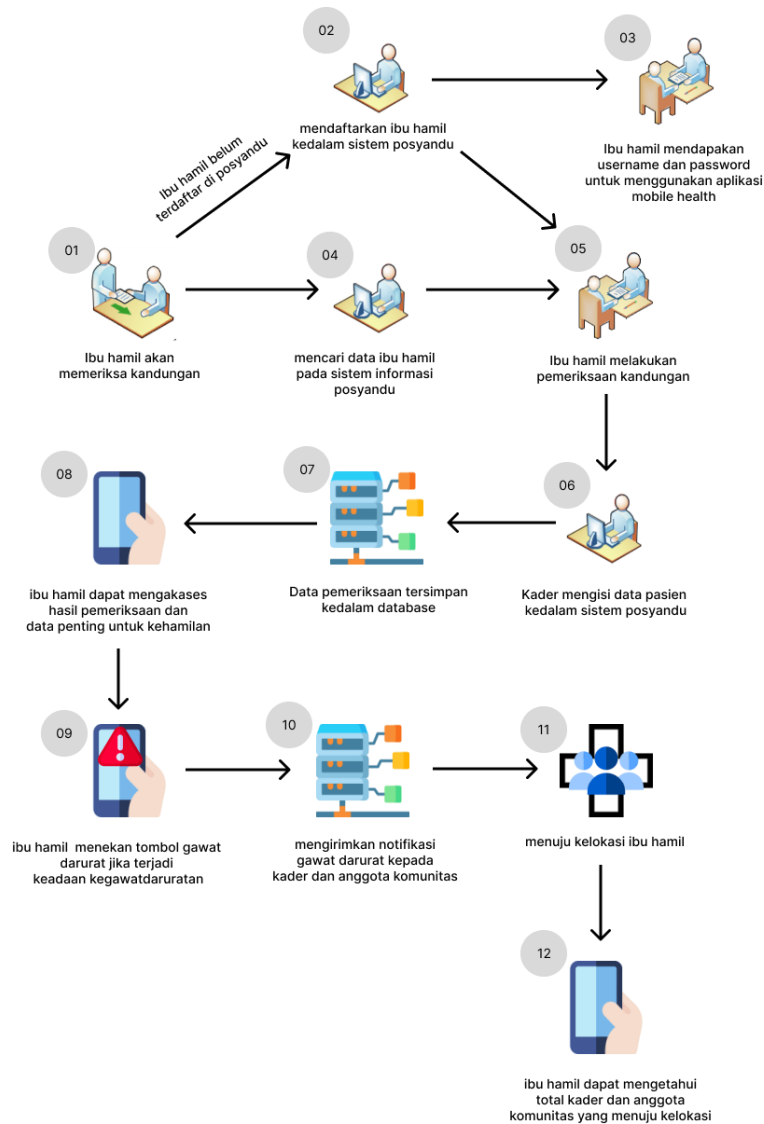 02
mendaftarkan ibu hamil
kedalam sistem posyandu
03
Ibu hamil mendapakan
username dan password
untuk menggunakan aplikasi
mobile health
Ibu hamil belum
terdaftar di posyandu
01
Ibu hamil akan
memeriksa kandungan
04
mencari data ibu hamil
pada sistem informasi
posyandu
05
Ibu hamil melakukan
pemeriksaan kandungan
06
Kader mengisi data pasien
kedalam sistem posyandu
07
Data pemeriksaan tersimpan
kedalam database
08
ibu hamil dapat mengakases
hasil pemeriksaan dan
data penting untuk kehamilan
09
ibu hamil  menekan tombol gawat
darurat jika terjadi
keadaan kegawatdaruratan
10
mengirimkan notifikasi
gawat darurat kepada
kader dan anggota komunitas
11
menuju kelokasi ibu hamil
12
ibu hamil dapat mengetahui
total kader dan anggota
komunitas yang menuju kelokasi